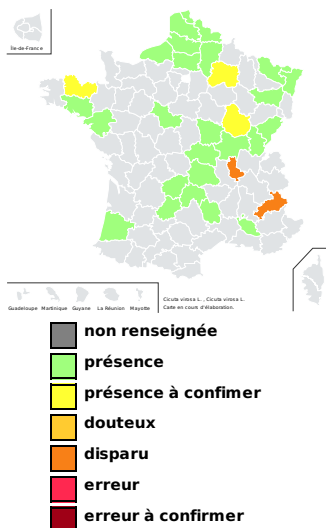 Île-de-France
Guadeloupe Martinique Guyane La Réunion Mayotte
Cicuta virosa L. , Cicuta virosa L.
Carte en cours d'élaboration.
non renseignée
présence
présence à confimer
douteux
disparu
erreur
erreur à confirmer